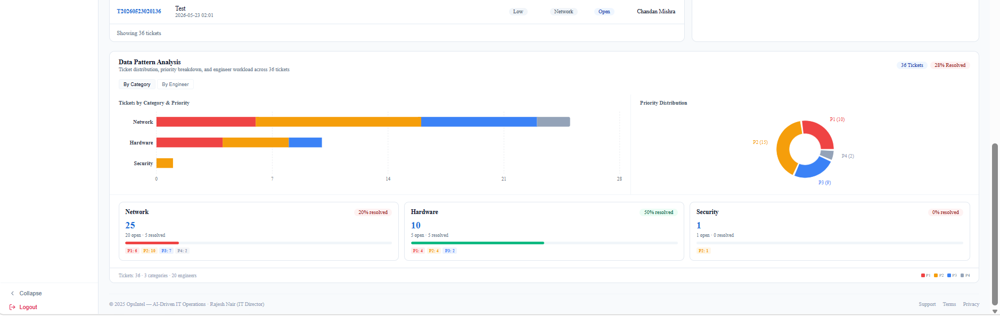 T20260523020136 Test Low Network Open Chandan Mishra
2026-05-23 02:01
Showing 36 tickets
Data Pattern Analysis
Ticket distribution, priority breakdown, and engineer workload across 36 tickets
36 Tickets 28% Resolved
By Category By Engineer
Tickets by Category & Priority
Network
Hardware
Security
0 7 14 21 28
Priority Distribution
P1 (10)
P2 (15)
P4 (2)
P3 (9)
Network 20% resolved
25
20 open · 5 resolved
P1: 6 P2: 10 P3: 7 P4: 2
Hardware 50% resolved
10
5 open · 5 resolved
P1: 4 P2: 4 P3: 2
Security 0% resolved
1
1 open · 0 resolved
P2: 1
Tickets: 36 · 3 categories · 20 engineers
P1 P2 P3 P4
Collapse
Logout
© 2025 OpsIntel — AI-Driven IT Operations · Rajesh Nair (IT Director)
Support Terms Privacy